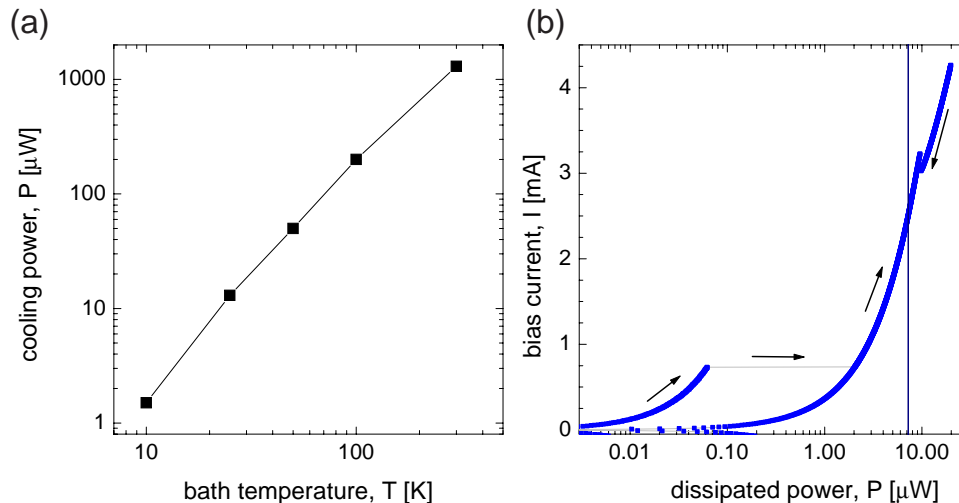 (a)
cooling power, P [μW]
1000
100
10
1
10
100
bath temperature, T [K]
(b)
bias current, I [mA]
4
3
2
1
0
0.01
0.10
1.00
10.00
dissipated power, P [μW]